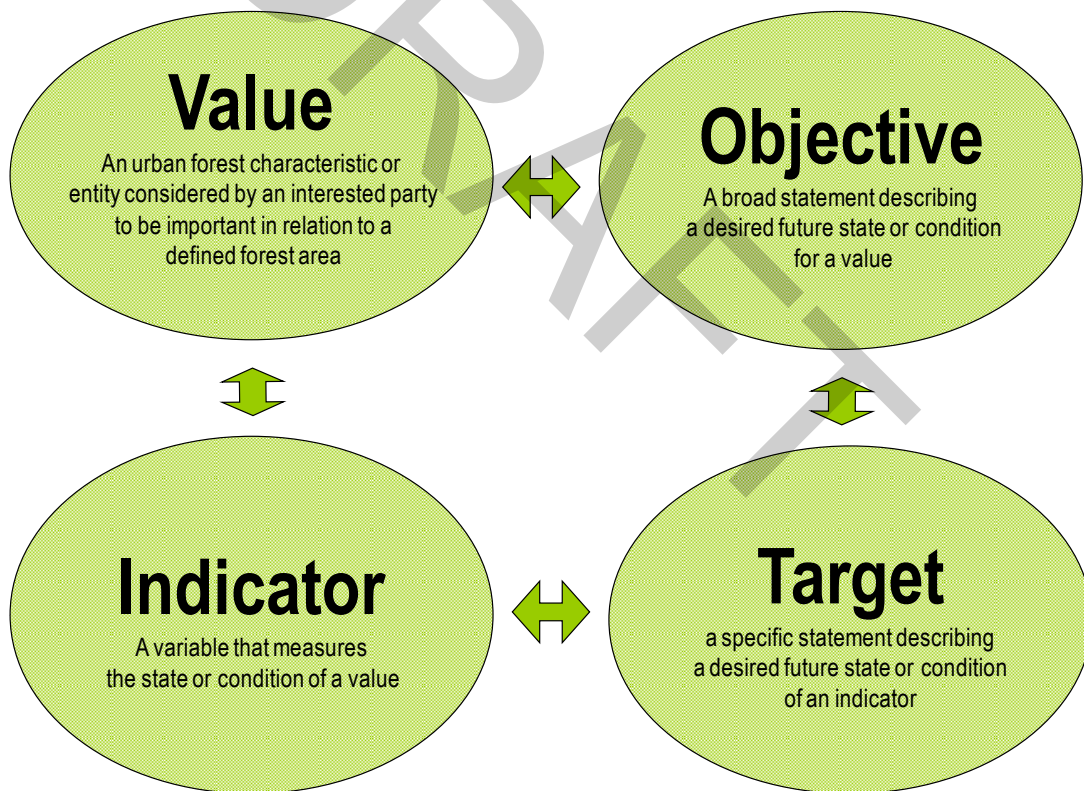 Value
An urban forest characteristic or
entity considered by an interested party
to be important in relation to a
defined forest area
Objective
A broad statement describing
a desired future state or condition
for a value
Indicator
A variable that measures
the state or condition of a value
Target
a specific statement describing
a desired future state or condition
of an indicator
DRAFT